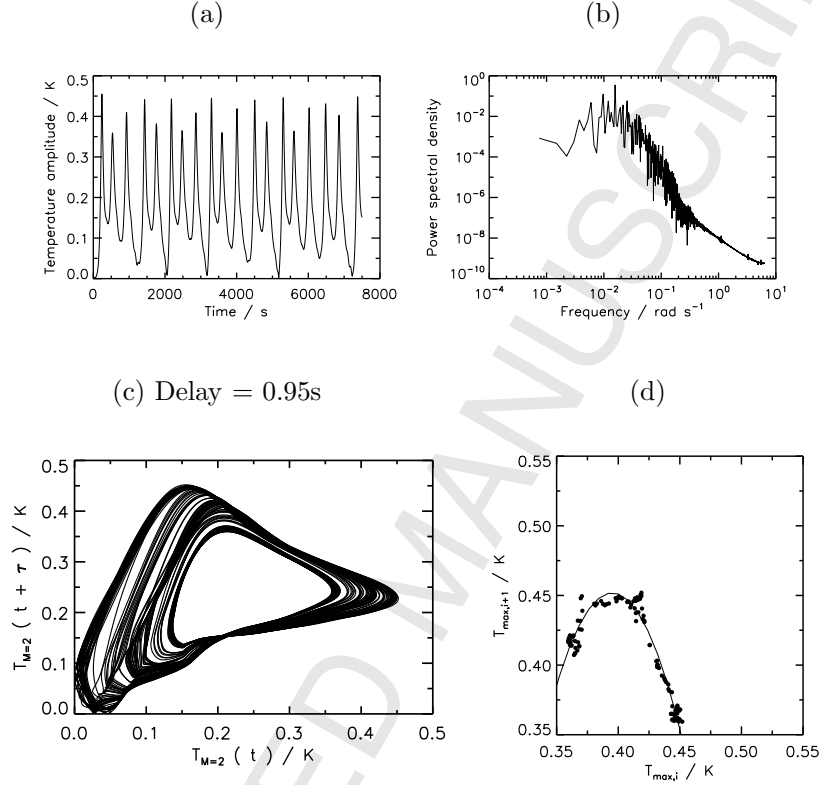 (a)
0.5
0.4
0.3
0.2
0.1
0.0
Temperature amplitude / K
0 2000 4000 6000 8000
Time / s
(b)
10^0
10^-2
10^-4
10^-6
10^-8
10^-10
Power spectral density
10^-4 10^-3 10^-2 10^-1 10^0 10^1
Frequency / rad s^-1
(c) Delay = 0.95s
0.5
0.4
0.3
0.2
0.1
0.0
T_M=2 ( t + τ ) / K
0.0 0.1 0.2 0.3 0.4 0.5
T_M=2 ( t ) / K
(d)
0.55
0.50
0.45
0.40
0.35
T_max,i+1 / K
0.35 0.40 0.45 0.50 0.55
T_max,i / K
ED MANUSCRI